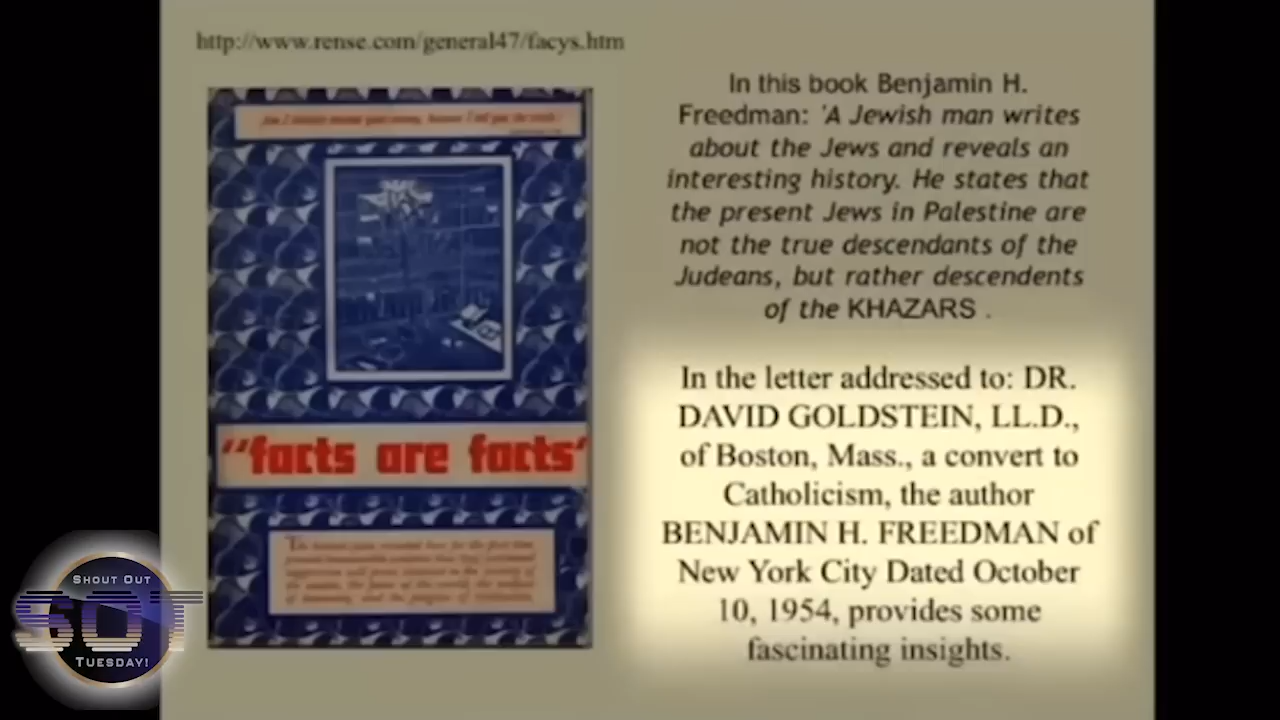 http://www.rense.com/general47/facys.htm
In this book Benjamin H.
Freedman: 'A Jewish man writes
about the Jews and reveals an
interesting history. He states that
the present Jews in Palestine are
not the true descendants of the
Judeans, but rather descendents
of the KHAZARS .
"facts are facts"
In the letter addressed to: DR.
DAVID GOLDSTEIN, LL.D.,
of Boston, Mass., a convert to
Catholicism, the author
BENJAMIN H. FREEDMAN of
New York City Dated October
10, 1954, provides some
fascinating insights.
SHOUT OUT
SOT
TUESDAY!